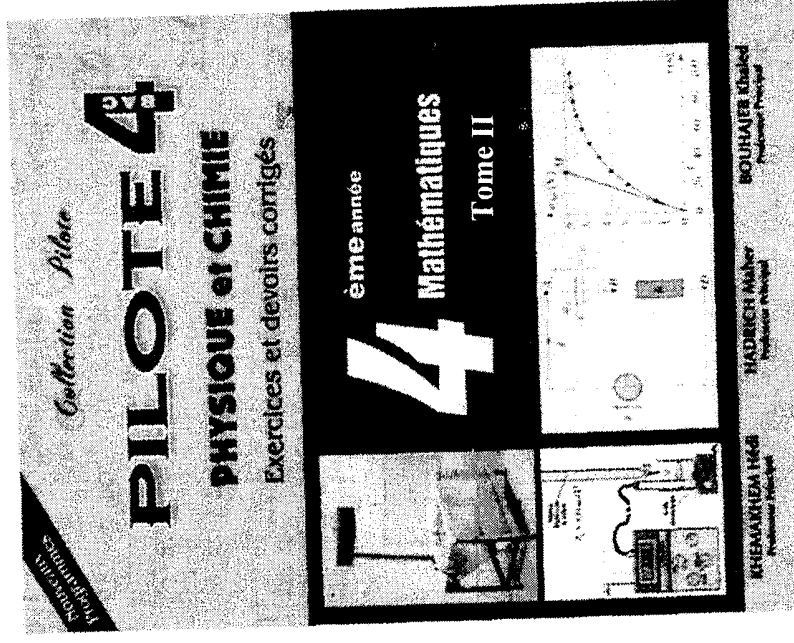 Nouveaux
Programmes
Collection Pilote
PILOTE 4
BAC
PHYSIQUE et CHIMIE
Exercices et devoirs corrigés
4 ème année
Mathématiques
Tome II
KHEMAKHEM Hédi
Professeur Principal
HADRICH Maher
Professeur Principal
BOUHAJER Khaled
Professeur Principal